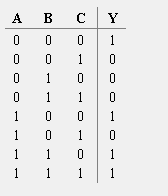 A B C Y
0 0 0 1
0 0 1 0
0 1 0 0
0 1 1 0
1 0 0 1
1 0 1 0
1 1 0 1
1 1 1 1